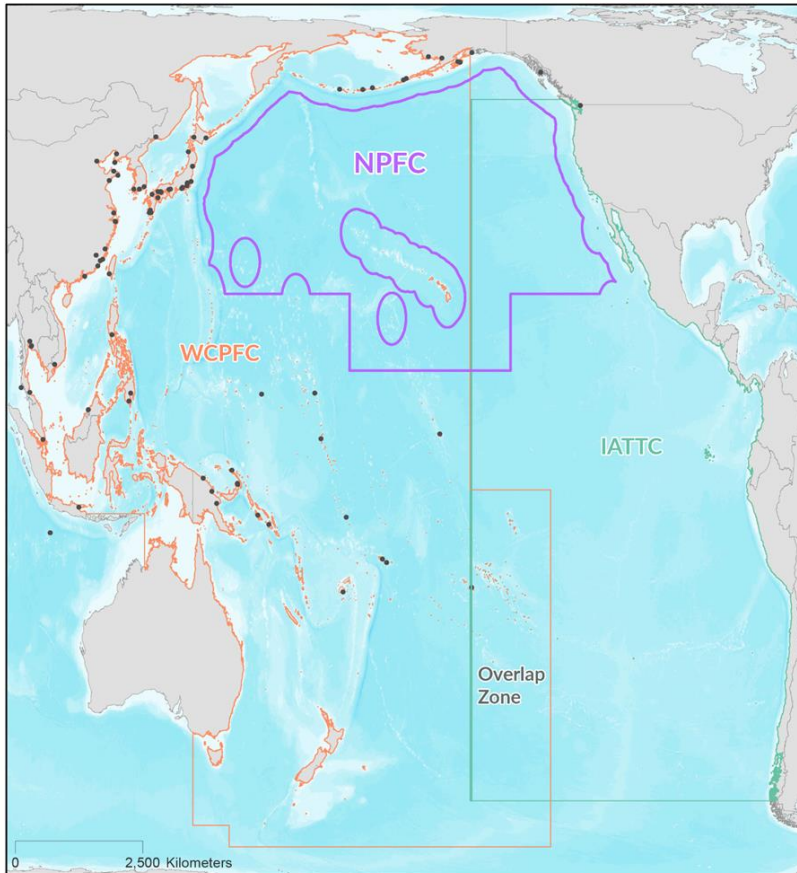 NPFC
WCPFC
IATTC
Overlap
Zone
0 2,500 Kilometers